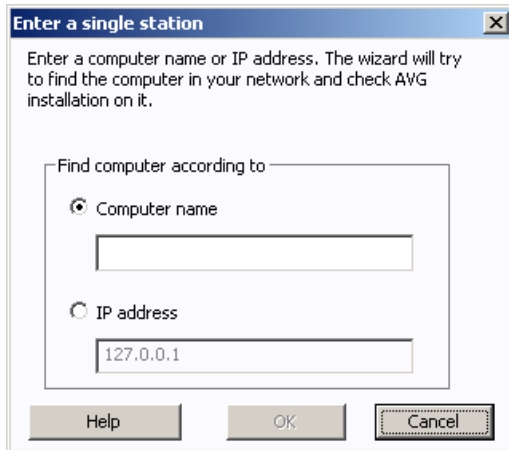 Enter a single station
Enter a computer name or IP address. The wizard will try
to find the computer in your network and check AVG
installation on it.
Find computer according to
Computer name
IP address
127.0.0.1
Help OK Cancel